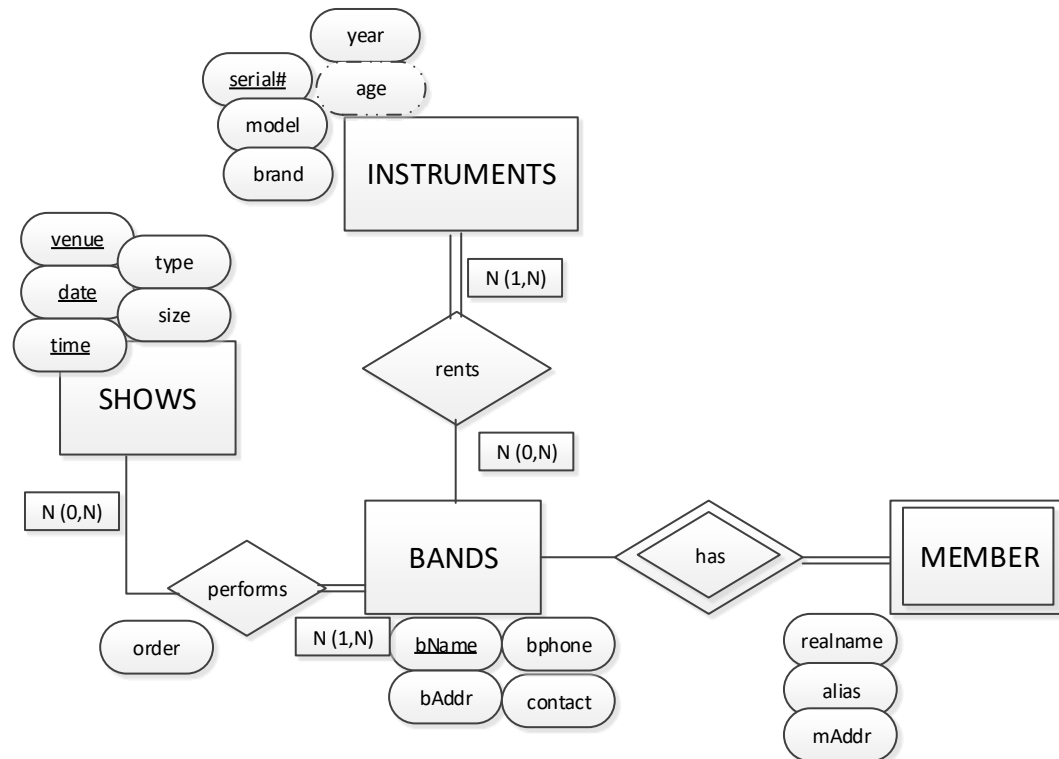 year
serial#
age
model
brand
INSTRUMENTS
venue
type
date
size
time
SHOWS
N (1,N)
rents
N (0,N)
N (0,N)
BANDS
has
MEMBER
performs
order
N (1,N)
bName
bphone
bAddr
contact
realname
alias
mAddr